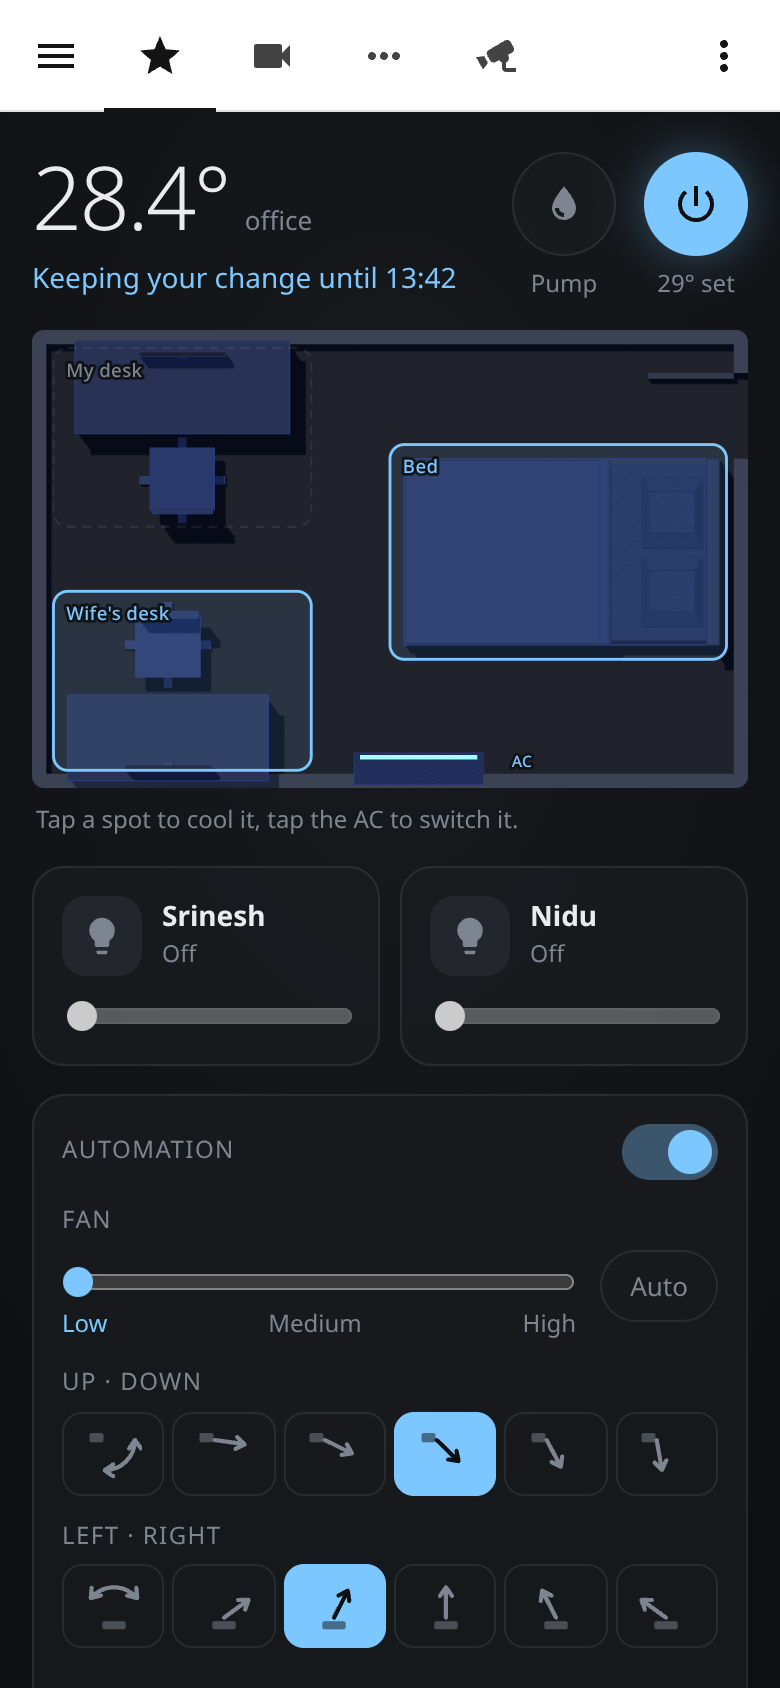 28.4° office
Keeping your change until 13:42
Pump
29° set
My desk
Bed
Wife's desk
AC
Tap a spot to cool it, tap the AC to switch it.
Srinesh
Off
Nidu
Off
AUTOMATION
FAN
Auto
Low Medium High
UP · DOWN
LEFT · RIGHT